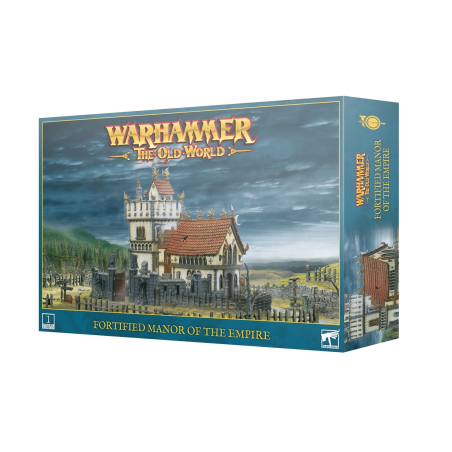 WARHAMMER
THE OLD WORLD
FORTIFIED MANOR OF THE EMPIRE
1
WARHAMMER
THE OLD WORLD
FORTIFIED MANOR
OF THE EMPIRE